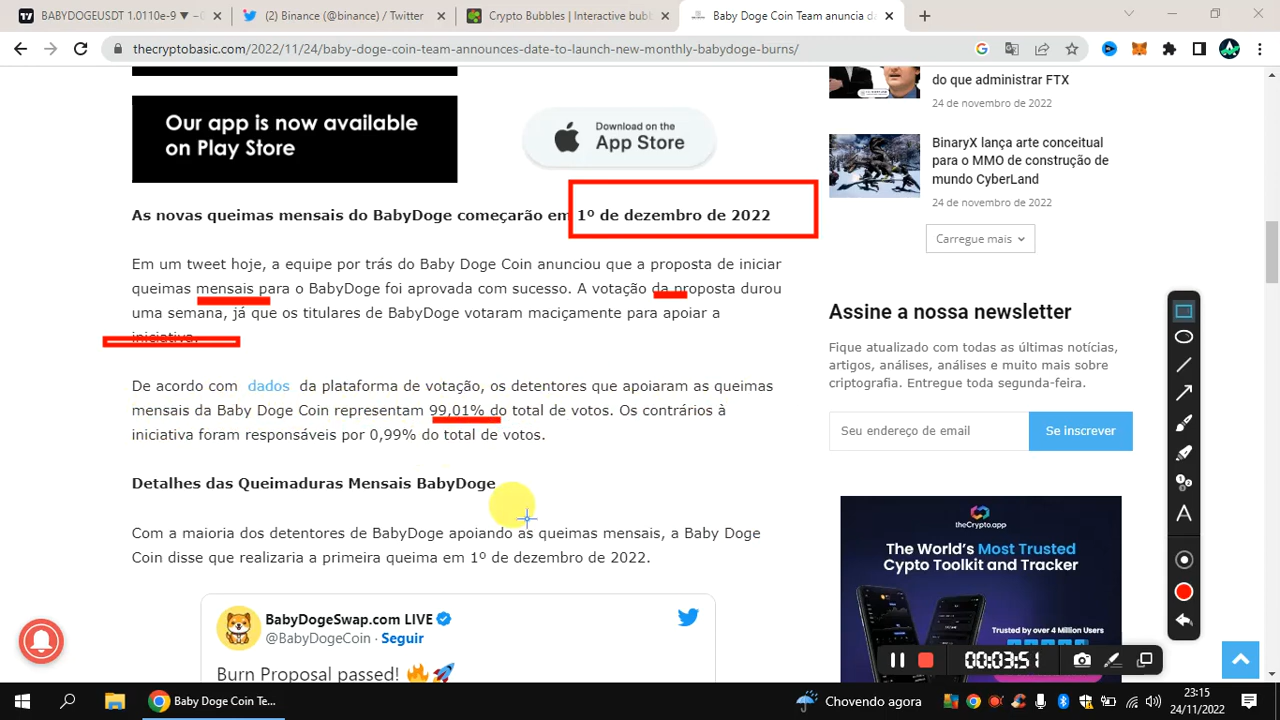 BABYDOGEUSDT 1.0110e-9
(2) Binance (@binance) / Twitter
Crypto Bubbles | Interactive bubb
Baby Doge Coin Team announces da
thecryptobasic.com/2022/11/24/baby-doge-coin-team-announces-date-to-launch-new-monthly-babydoge-burns/
Our app is now available
on Play Store
Download on the
App Store
As novas queimas mensais do BabyDoge começarão em 1º de dezembro de 2022
Em um tweet hoje, a equipe por trás do Baby Doge Coin anunciou que a proposta de iniciar
queimas mensais para o BabyDoge foi aprovada com sucesso. A votação da proposta durou
uma semana, já que os titulares de BabyDoge votaram maciçamente para apoiar a
iniciativa.
De acordo com dados da plataforma de votação, os detentores que apoiaram as queimas
mensais da Baby Doge Coin representam 99,01% do total de votos. Os contrários à
iniciativa foram responsáveis por 0,99% do total de votos.
Detalhes das Queimaduras Mensais BabyDoge
Com a maioria dos detentores de BabyDoge apoiando as queimas mensais, a Baby Doge
Coin disse que realizaria a primeira queima em 1º de dezembro de 2022.
BabyDogeSwap.com LIVE
@BabyDogeCoin · Seguir
Burn Proposal passed! 🔥🚀
do que administrar FTX
24 de novembro de 2022
BinaryX lança arte conceitual
para o MMO de construção de
mundo CyberLand
24 de novembro de 2022
Carregue mais
Assine a nossa newsletter
Fique atualizado com todas as últimas notícias,
artigos, análises, análises e muito mais sobre
criptografia. Entregue toda segunda-feira.
Seu endereço de email
Se inscrever
theCrypto.app
The World's Most Trusted
Cypto Toolkit and Tracker
Trusted by over 4 Million Users
00:03:51
Baby Doge Coin Te...
Chovendo agora
23:15
24/11/2022